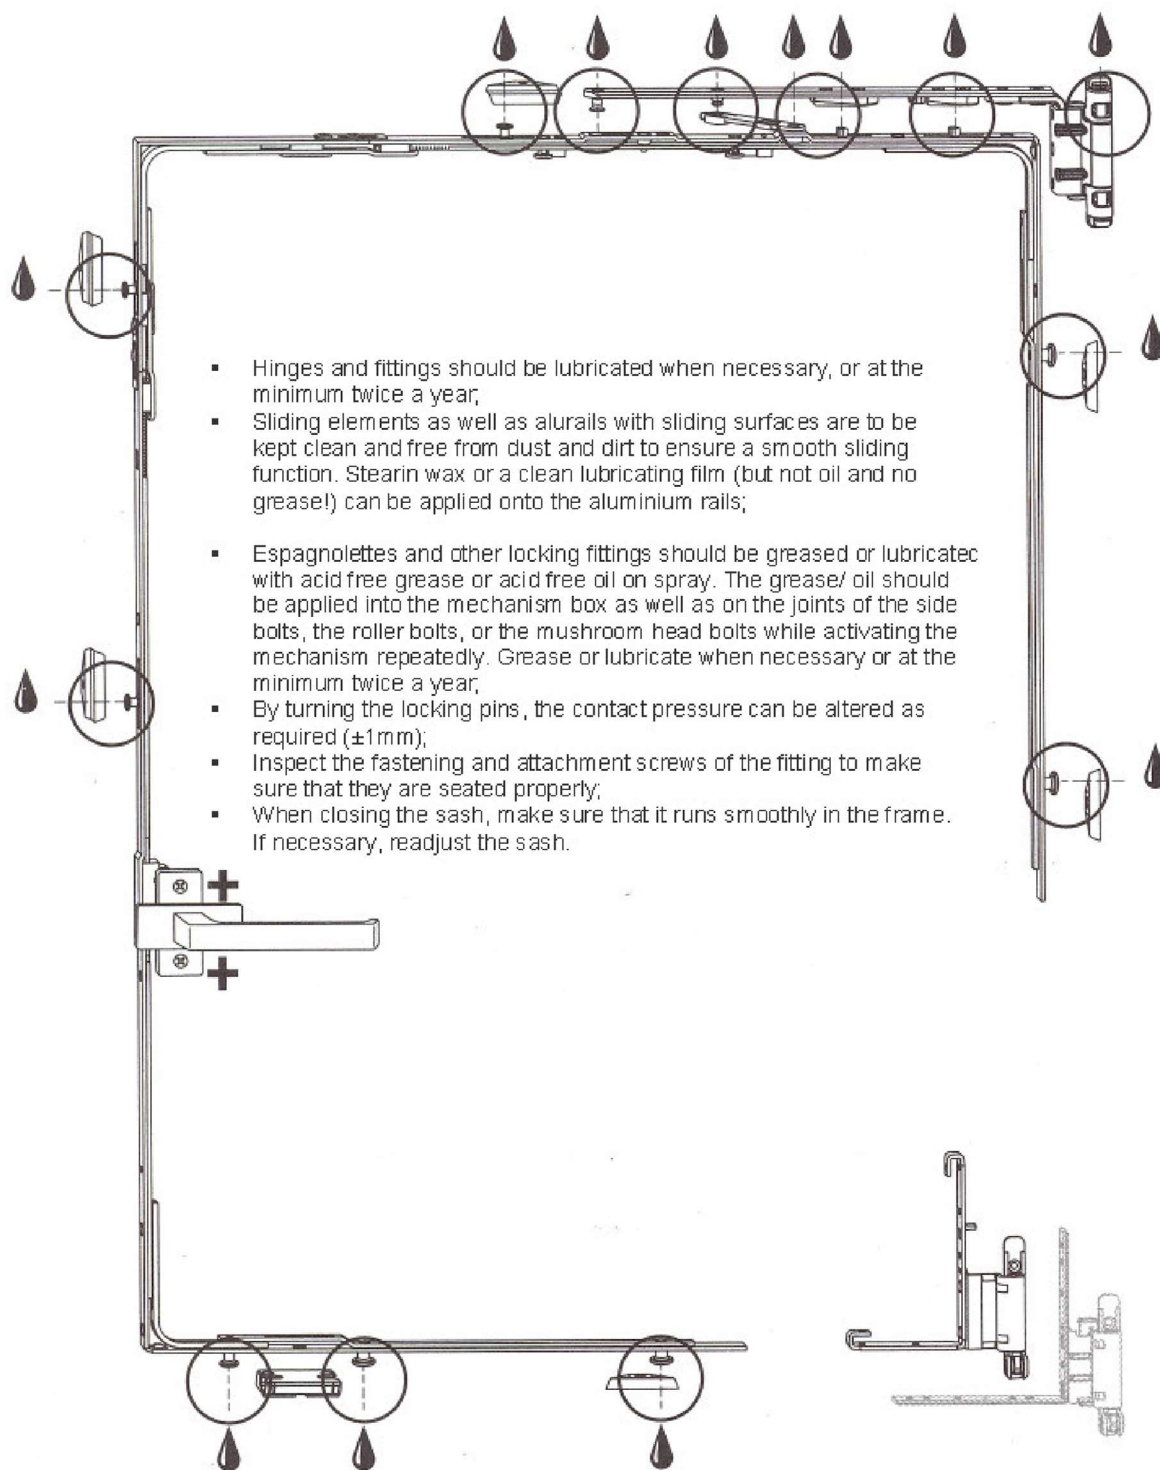 ▪ Hinges and fittings should be lubricated when necessary, or at the
minimum twice a year;
▪ Sliding elements as well as alurails with sliding surfaces are to be
kept clean and free from dust and dirt to ensure a smooth sliding
function. Stearin wax or a clean lubricating film (but not oil and no
grease!) can be applied onto the aluminium rails;
▪ Espagnolettes and other locking fittings should be greased or lubricated
with acid free grease or acid free oil on spray. The grease/ oil should
be applied into the mechanism box as well as on the joints of the side
bolts, the roller bolts, or the mushroom head bolts while activating the
mechanism repeatedly. Grease or lubricate when necessary or at the
minimum twice a year;
▪ By turning the locking pins, the contact pressure can be altered as
required (±1mm);
▪ Inspect the fastening and attachment screws of the fitting to make
sure that they are seated properly;
▪ When closing the sash, make sure that it runs smoothly in the frame.
If necessary, readjust the sash.